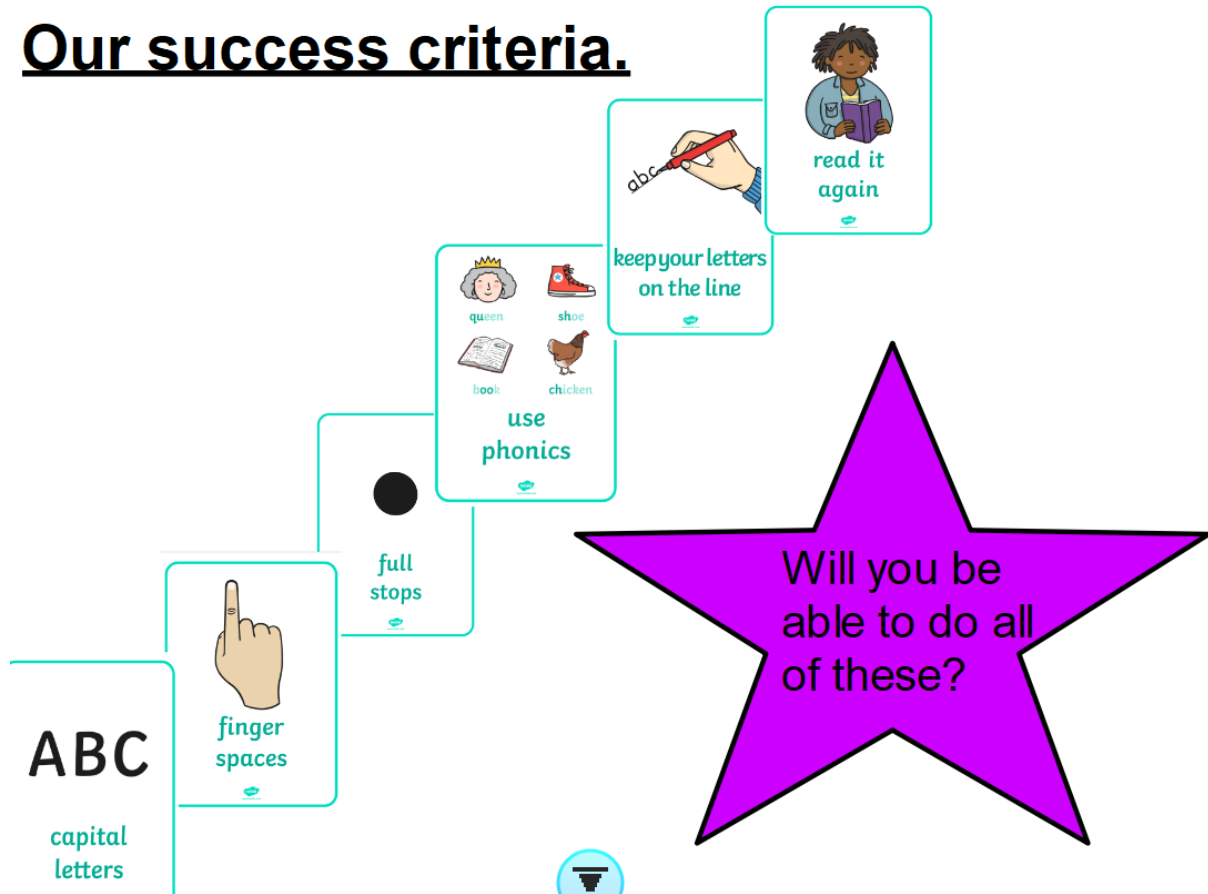 Our success criteria.
read it
again
abc
keep your letters
on the line
queen
shoe
book
chicken
use
phonics
full
stops
finger
spaces
ABC
capital
letters
Will you be
able to do all
of these?